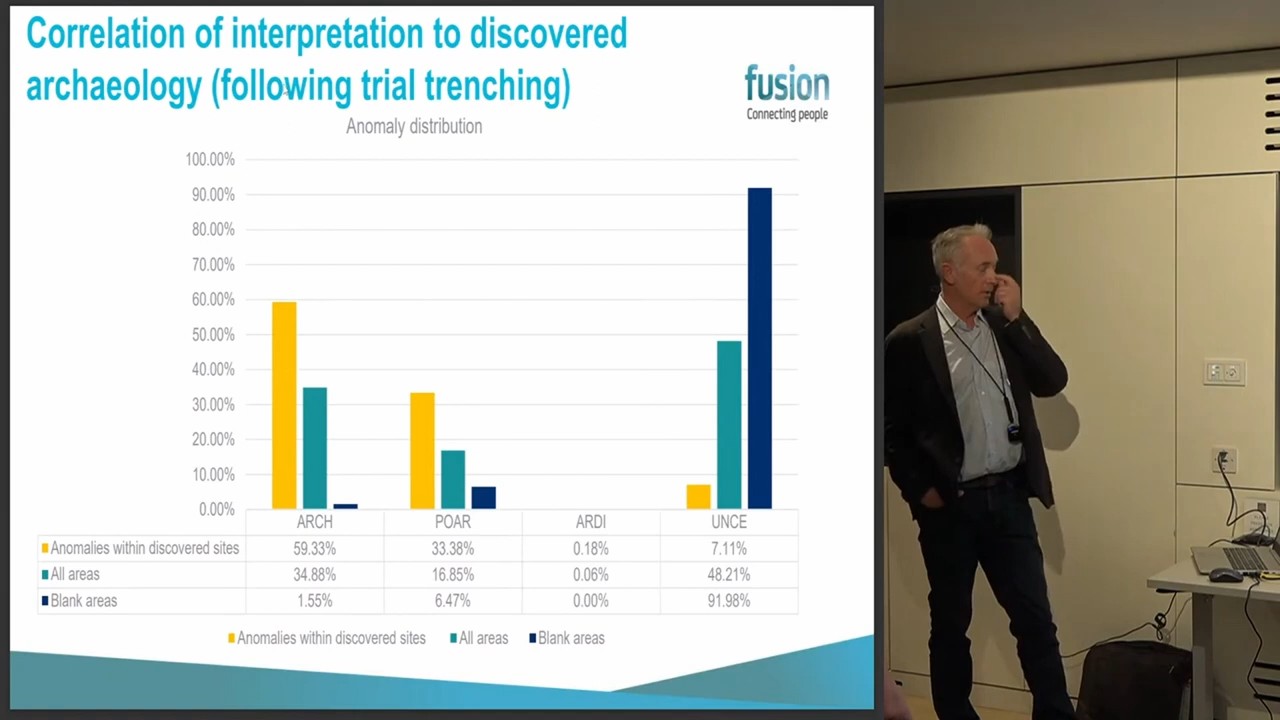 Correlation of interpretation to discovered
archaeology (following trial trenching)
fusion
Connecting people
Anomaly distribution
100.00%
90.00%
80.00%
70.00%
60.00%
50.00%
40.00%
30.00%
20.00%
10.00%
0.00%
ARCH POAR ARDI UNCE
Anomalies within discovered sites 59.33% 33.38% 0.18% 7.11%
All areas 34.88% 16.85% 0.06% 48.21%
Blank areas 1.55% 6.47% 0.00% 91.98%
Anomalies within discovered sites All areas Blank areas